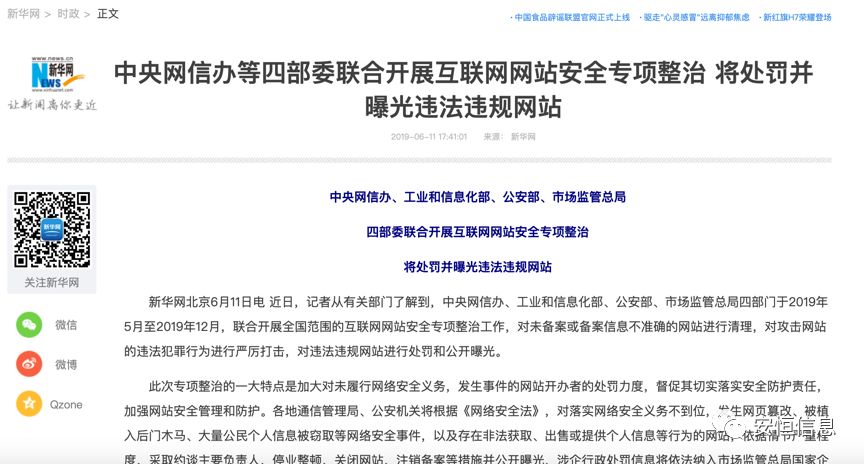 新华网 > 时政 > 正文
· 中国食品辟谣联盟官网正式上线 · 驱走"心灵感冒"远离抑郁焦虑 · 新红旗H7荣耀登场
www.news.cn
新华网
NEWS
www.xinhuanet.com
让新闻离你更近
中央网信办等四部委联合开展互联网网站安全专项整治 将处罚并
曝光违法违规网站
2019-06-11 17:41:01 来源： 新华网
中央网信办、工业和信息化部、公安部、市场监管总局
四部委联合开展互联网网站安全专项整治
将处罚并曝光违法违规网站
新华网
关注新华网
微信
微博
Qzone
新华网北京6月11日电 近日，记者从有关部门了解到，中央网信办、工业和信息化部、公安部、市场监管总局四部门于2019年
5月至2019年12月，联合开展全国范围的互联网网站安全专项整治工作，对未备案或备案信息不准确的网站进行清理，对攻击网站
的违法犯罪行为进行严厉打击，对违法违规网站进行处罚和公开曝光。
此次专项整治的一大特点是加大对未履行网络安全义务，发生事件的网站开办者的处罚力度，督促其切实落实安全防护责任，
加强网站安全管理和防护。各地通信管理局、公安机关将根据《网络安全法》，对落实网络安全义务不到位，发生网页篡改、被植
入后门木马、大量公民个人信息被窃取等网络安全事件，以及存在非法获取、出售或提供个人信息等行为的网站，依据情节严重程
度，采取约谈主要负责人、停业整顿、关闭网站、注销备案等措施并公开曝光，涉企行政处罚信息将依法纳入市场监管总局国家企
安恒信息